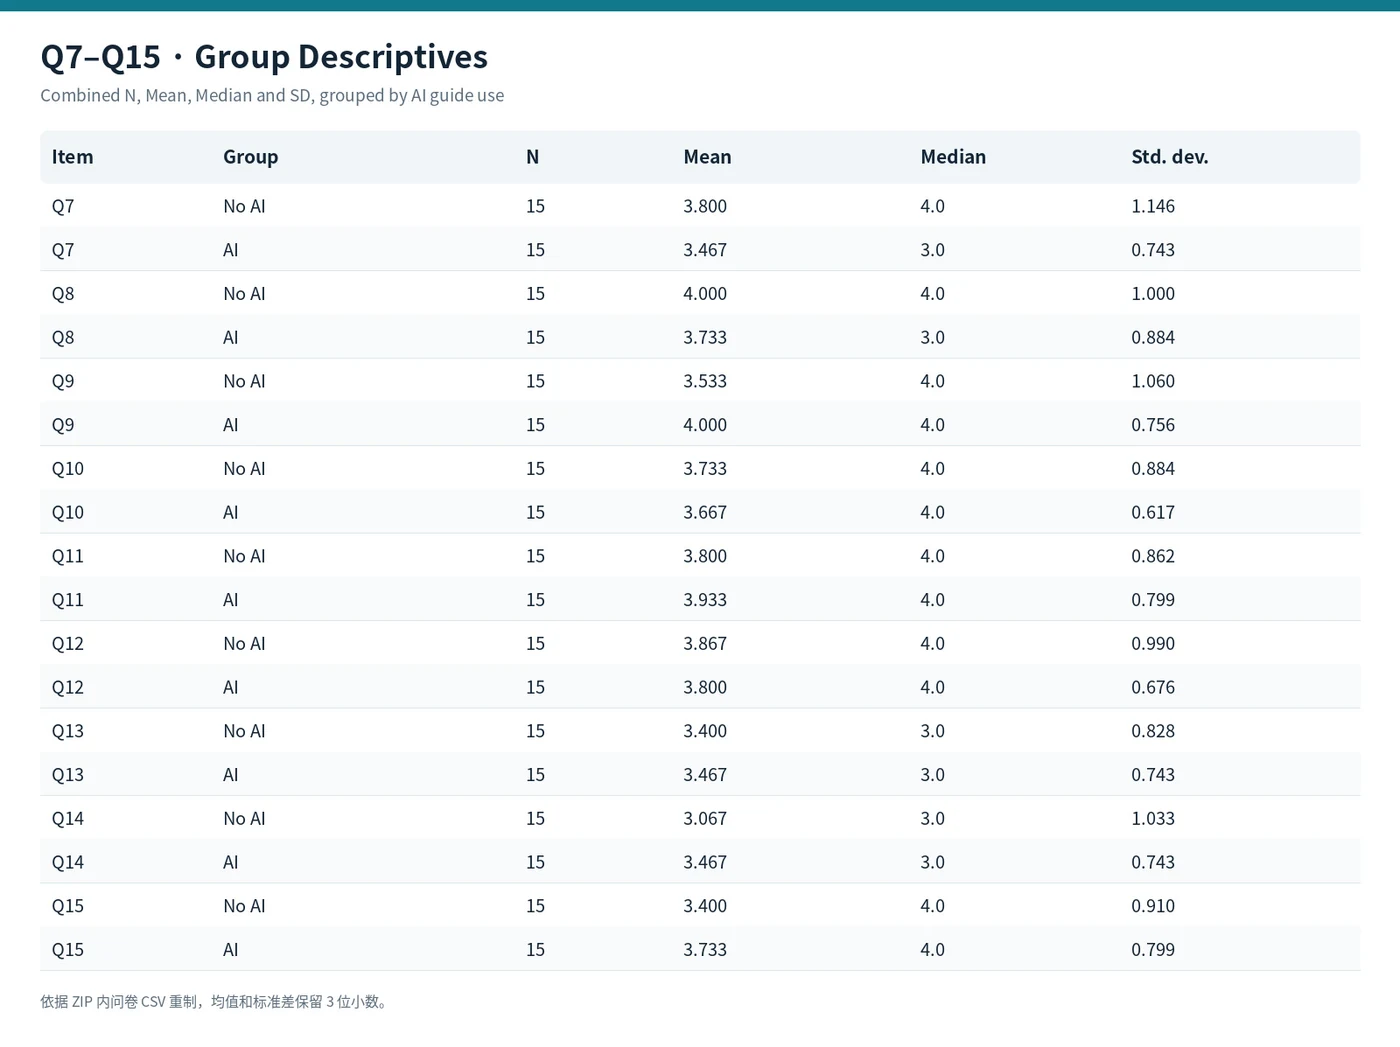 Q7–Q15 · Group Descriptives
Combined N, Mean, Median and SD, grouped by AI guide use
Item Group N Mean Median Std. dev.
Q7 No AI 15 3.800 4.0 1.146
Q7 AI 15 3.467 3.0 0.743
Q8 No AI 15 4.000 4.0 1.000
Q8 AI 15 3.733 3.0 0.884
Q9 No AI 15 3.533 4.0 1.060
Q9 AI 15 4.000 4.0 0.756
Q10 No AI 15 3.733 4.0 0.884
Q10 AI 15 3.667 4.0 0.617
Q11 No AI 15 3.800 4.0 0.862
Q11 AI 15 3.933 4.0 0.799
Q12 No AI 15 3.867 4.0 0.990
Q12 AI 15 3.800 4.0 0.676
Q13 No AI 15 3.400 3.0 0.828
Q13 AI 15 3.467 3.0 0.743
Q14 No AI 15 3.067 3.0 1.033
Q14 AI 15 3.467 3.0 0.743
Q15 No AI 15 3.400 4.0 0.910
Q15 AI 15 3.733 4.0 0.799
依据 ZIP 内问卷 CSV 重制，均值和标准差保留 3 位小数。